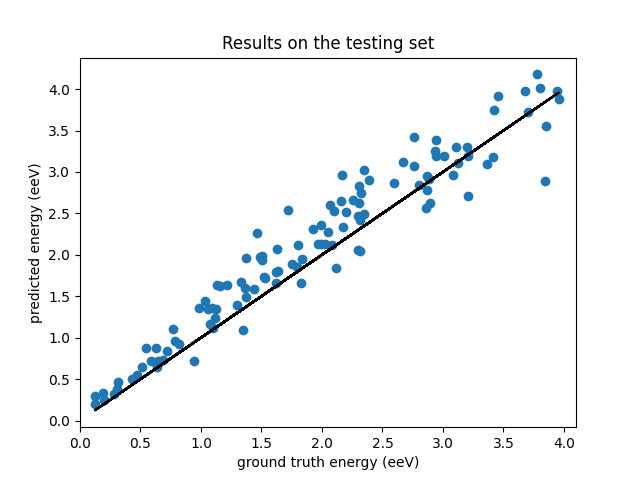 Results on the testing set
predicted energy (eeV)
4.0
3.5
3.0
2.5
2.0
1.5
1.0
0.5
0.0
0.0 0.5 1.0 1.5 2.0 2.5 3.0 3.5 4.0
ground truth energy (eeV)